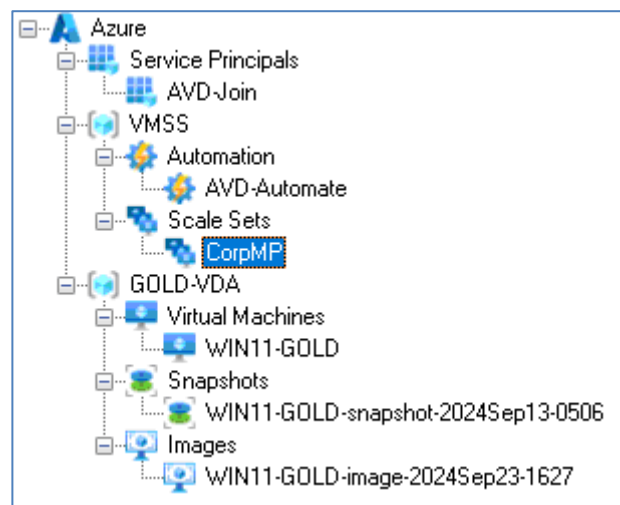 Azure
Service Principals
AVD-Join
VMSS
Automation
AVD-Automate
Scale Sets
CorpMP
GOLD-VDA
Virtual Machines
WIN11-GOLD
Snapshots
WIN11-GOLD-snapshot-2024Sep13-0506
Images
WIN11-GOLD-image-2024Sep23-1627